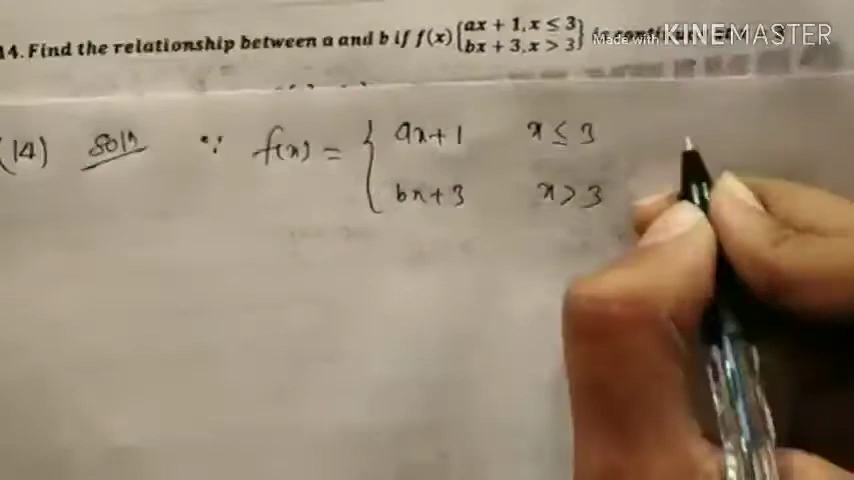 14. Find the relationship between a and b if f(x) {ax + 1, x ≤ 3
bx + 3, x > 3} is
Made with KINEMASTER
(14) Soln ∵ f(x) = { ax+1 x ≤ 3
bx+3 x > 3